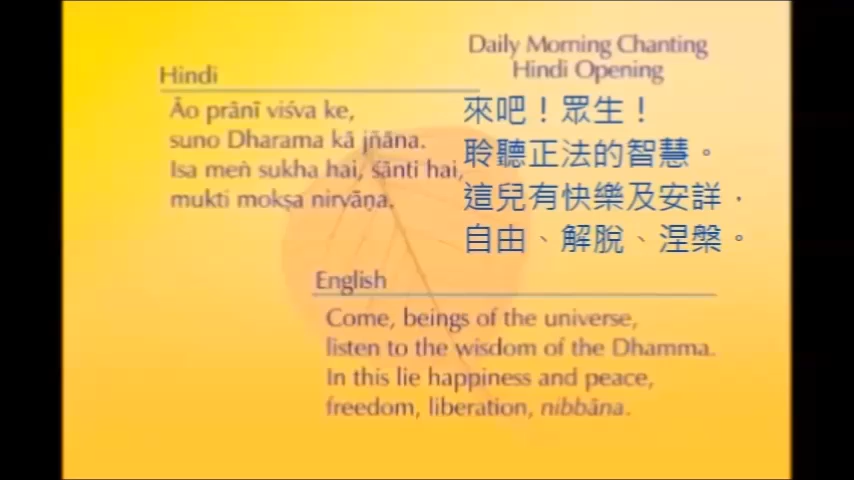 Daily Morning Chanting
Hindi Opening
Hindi
Āo prānī viśva ke,
suno Dharama kā jñāna.
Isa meṅ sukha hai, śānti hai,
mukti mokṣa nirvāṇa.
來吧！眾生！
聆聽正法的智慧。
這兒有快樂及安詳，
自由、解脫、涅槃。
English
Come, beings of the universe,
listen to the wisdom of the Dhamma.
In this lie happiness and peace,
freedom, liberation, nibbāna.